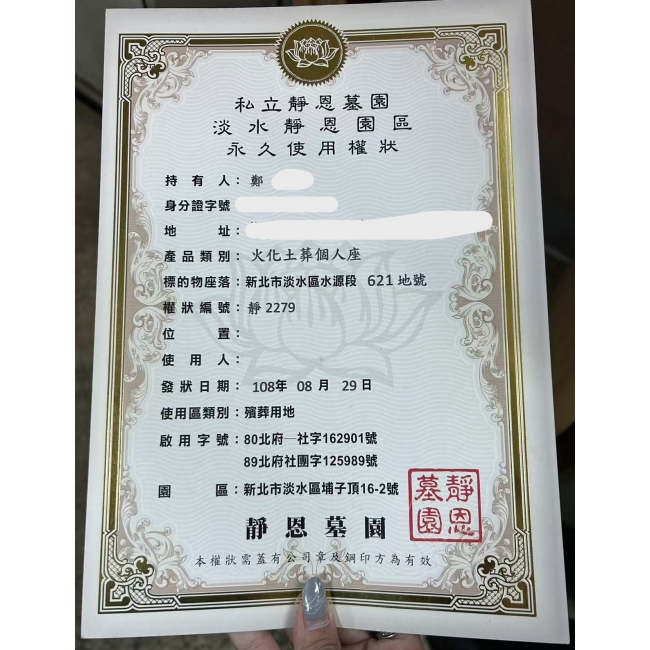 私立靜恩墓園
淡水靜恩園區
永久使用權狀
持有人：鄭
身分證字號
地址：
產品類別：火化土葬個人座
標的物座落：新北市淡水區水源段 621地號
權狀編號：靜2279
位置：
使用人：
發狀日期：108年 08月 29日
使用區類別：殯葬用地
啟用字號：80北府一社字162901號
89北府社團字125989號
園區：新北市淡水區埔子頂16-2號
靜恩墓園
靜恩墓園
本權狀需蓋有公司章及鋼印方為有效